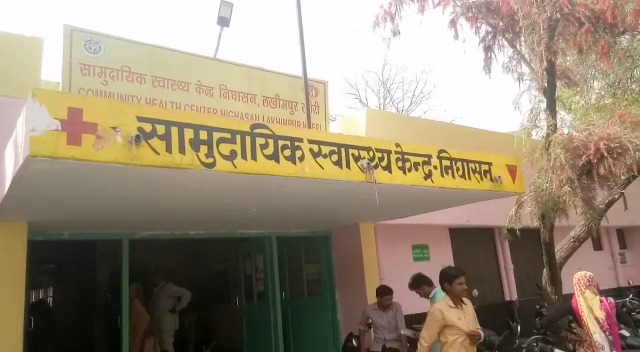 सामुदायिक स्वास्थ्य केन्द्र निघासन, लखीमपुर खीरी
COMMUNITY HEALTH CENTER NIGHASAN LAKHIMPUR KHERI
सामुदायिक स्वास्थ्य केन्द्र-निघासन